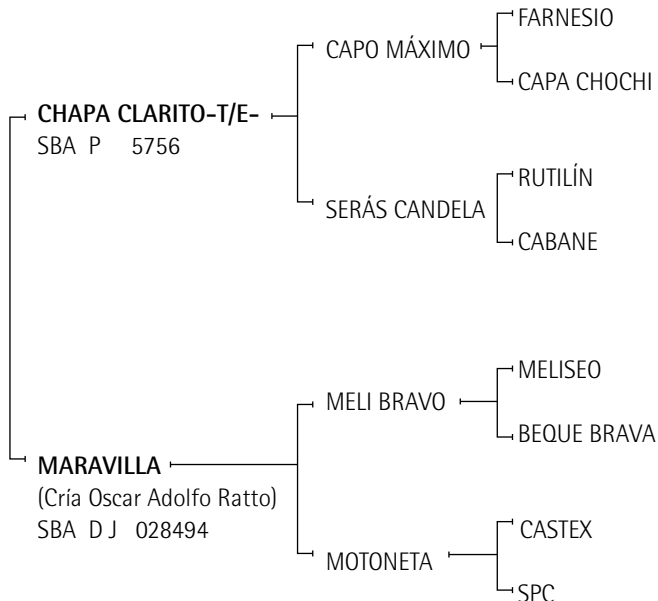 FARNESIO
CAPO MÁXIMO
CAPA CHOCHI
CHAPA CLARITO-T/E-
SBA P 5756
RUTILÍN
SERÁS CANDELA
CABANE
MELISEO
MELI BRAVO
BEQUE BRAVA
MARAVILLA
(Cría Oscar Adolfo Ratto)
SBA D J 028494
CASTEX
MOTONETA
SPC